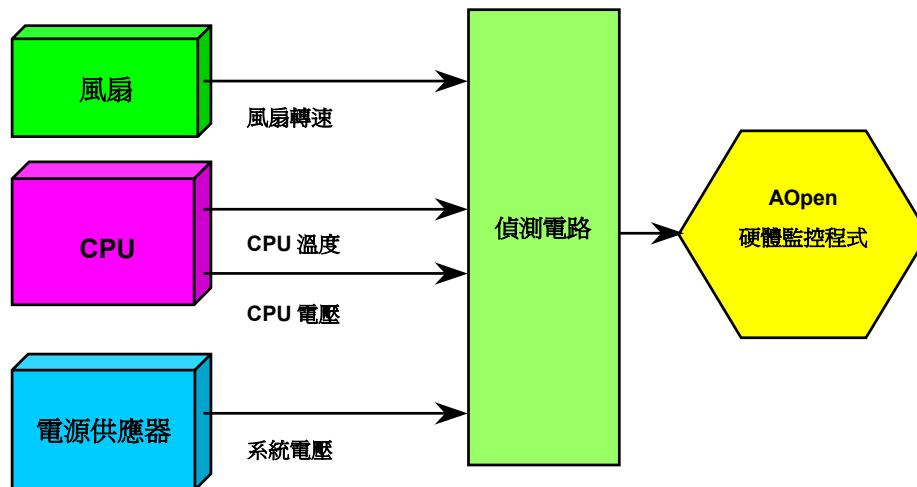 風扇
風扇轉速
CPU
CPU 溫度
CPU 電壓
電源供應器
系統電壓
偵測電路
AOpen
硬體監控程式